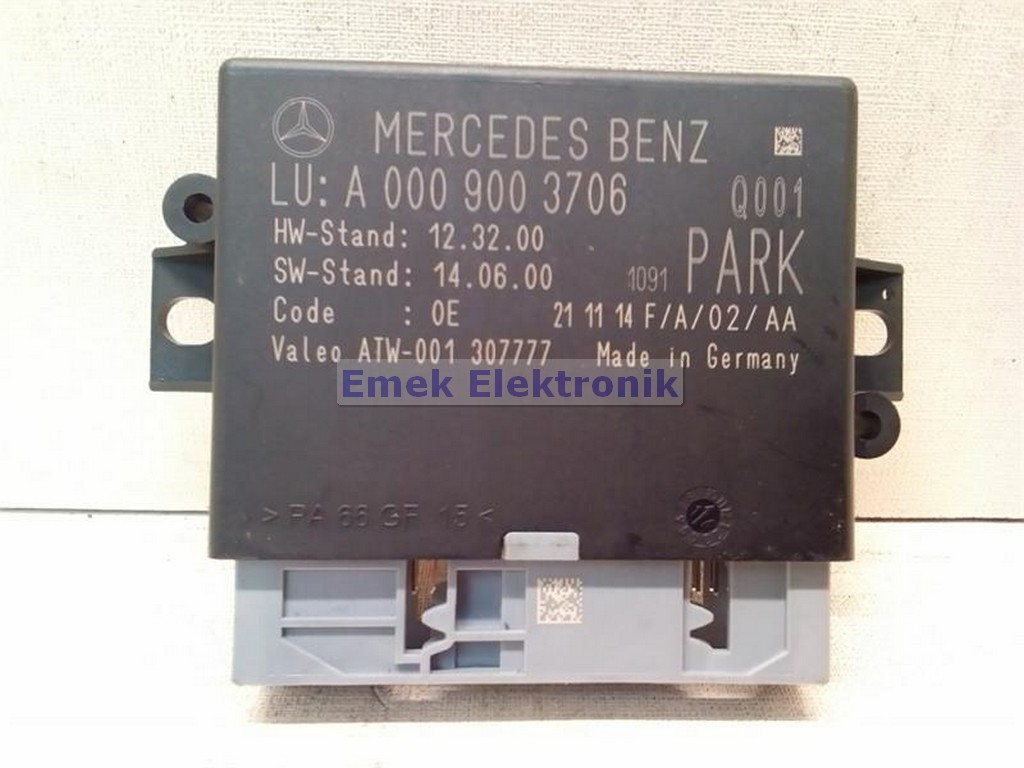 MERCEDES BENZ
LU: A 000 900 3706 Q001
HW-Stand: 12.32.00
SW-Stand: 14.06.00 1091 PARK
Code : 0E 21 11 14 F/A/02/AA
Valeo ATW-001 307777 Made in Germany
Emek Elektronik
>PA 66 GF 15<